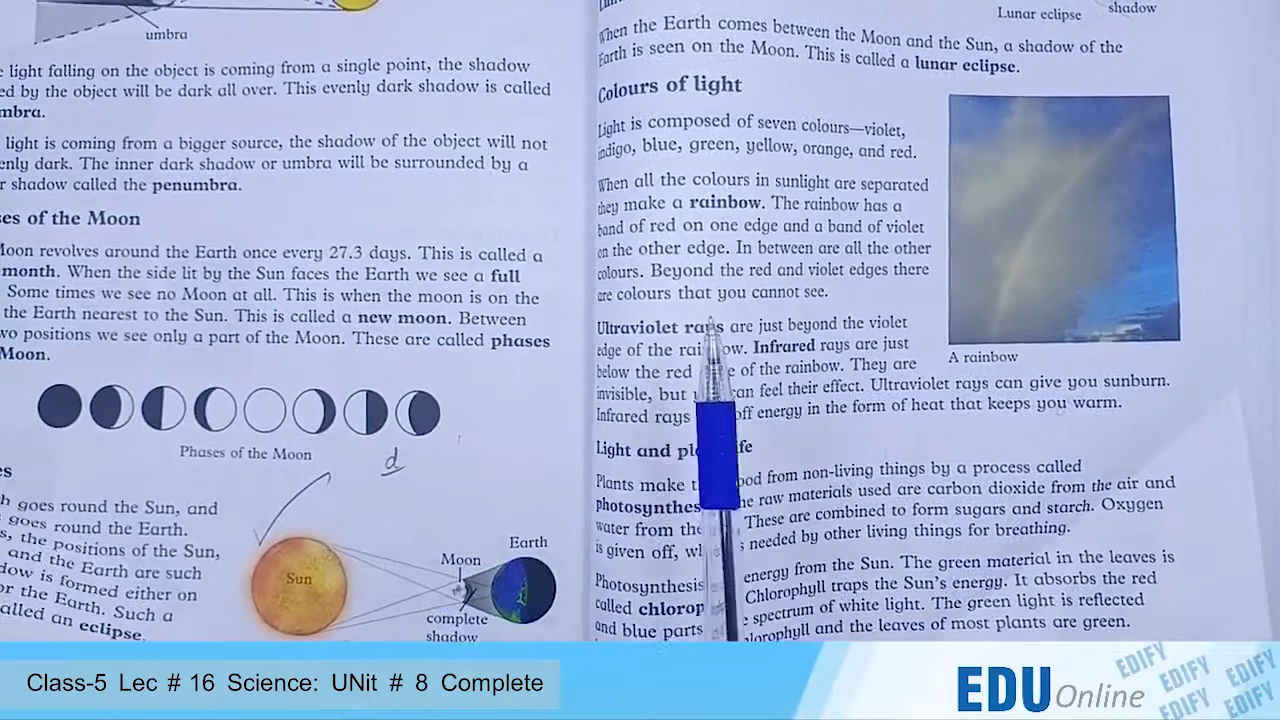 umbra
light falling on the object is coming from a single point, the shadow
by the object will be dark all over. This evenly dark shadow is called
light is coming from a bigger source, the shadow of the object will not
dark. The inner dark shadow or umbra will be surrounded by a
shadow called the penumbra.
of the Moon
revolves around the Earth once every 27.3 days. This is called a
month. When the side lit by the Sun faces the Earth we see a full
Some times we see no Moon at all. This is when the moon is on the
the Earth nearest to the Sun. This is called a new moon. Between
positions we see only a part of the Moon. These are called phases
Moon.
Phases of the Moon
d
goes round the Sun, and
goes round the Earth.
the positions of the Sun,
and the Earth are such
is formed either on
the Earth. Such a
an eclipse.
Sun
Moon
Earth
complete
shadow
Lunar eclipse
shadow
When the Earth comes between the Moon and the Sun, a shadow of the
Earth is seen on the Moon. This is called a lunar eclipse.
Colours of light
Light is composed of seven colours—violet,
indigo, blue, green, yellow, orange, and red.
When all the colours in sunlight are separated
they make a rainbow. The rainbow has a
band of red on one edge and a band of violet
on the other edge. In between are all the other
colours. Beyond the red and violet edges there
are colours that you cannot see.
A rainbow
Ultraviolet rays are just beyond the violet
edge of the rainbow. Infrared rays are just
below the red of the rainbow. They are
invisible, but can feel their effect. Ultraviolet rays can give you sunburn.
Infrared rays off energy in the form of heat that keeps you warm.
Light and
Plants make from non-living things by a process called
raw materials used are carbon dioxide from the air and
water from the These are combined to form sugars and starch. Oxygen
is given off, needed by other living things for breathing.
Photosynthesis energy from the Sun. The green material in the leaves is
called Chlorophyll traps the Sun's energy. It absorbs the red
and blue parts spectrum of white light. The green light is reflected
and the leaves of most plants are green.
Class-5 Lec # 16 Science: UNit # 8 Complete
EDU Online
EDIFY EDIFY EDIFY
EDIFY EDIFY EDIFY